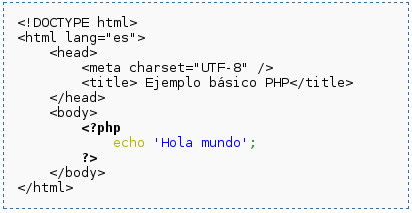 <!DOCTYPE html>
<html lang="es">
    <head>
        <meta charset="UTF-8" />
        <title> Ejemplo básico PHP</title>
    </head>
    <body>
        <?php
            echo 'Hola mundo';
        ?>
    </body>
</html>